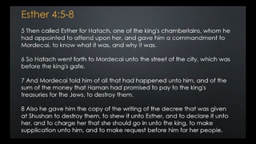 Esther 4:5-8
5 Then called Esther for Hatach, one of the king's chamberlains, whom he
had appointed to attend upon her, and gave him a commandment to
Mordecai, to know what it was, and why it was.
6 So Hatach went forth to Mordecai unto the street of the city, which was
before the king's gate.
7 And Mordecai told him of all that had happened unto him, and of the
sum of the money that Haman had promised to pay to the king's
treasuries for the Jews, to destroy them.
8 Also he gave him the copy of the writing of the decree that was given
at Shushan to destroy them, to shew it unto Esther, and to declare it unto
her, and to charge her that she should go in unto the king, to make
supplication unto him, and to make request before him for her people.